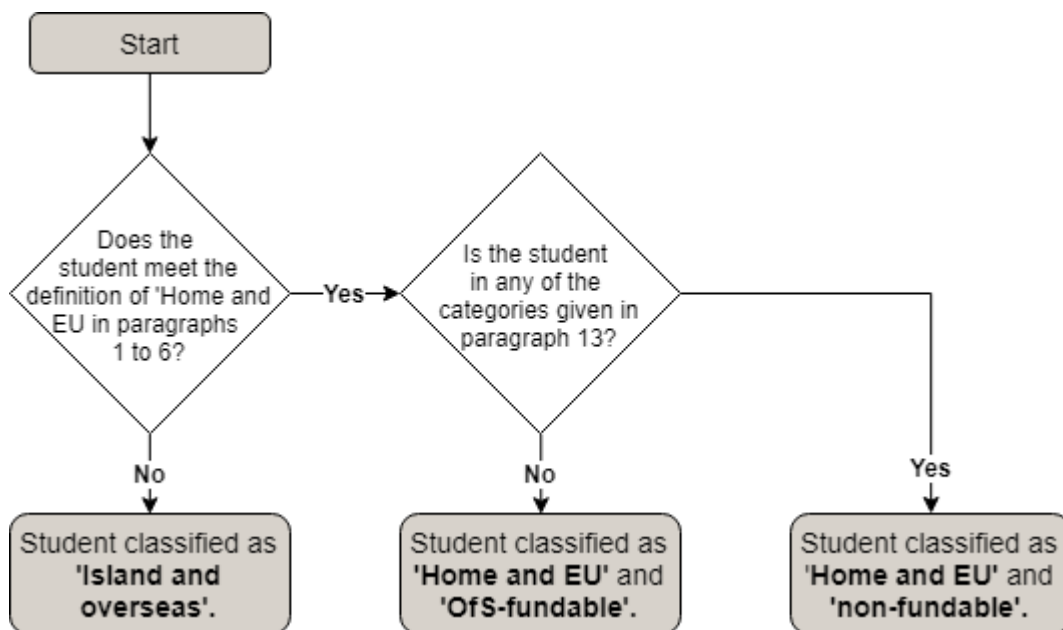 Start
Does the
student meet the
definition of 'Home and
EU in paragraphs
1 to 6?
Yes
Is the student
in any of the
categories given in
paragraph 13?
No
No
Yes
Student classified as
'Island and
overseas'.
Student classified as
'Home and EU' and
'OfS-fundable'.
Student classified as
'Home and EU' and
'non-fundable'.